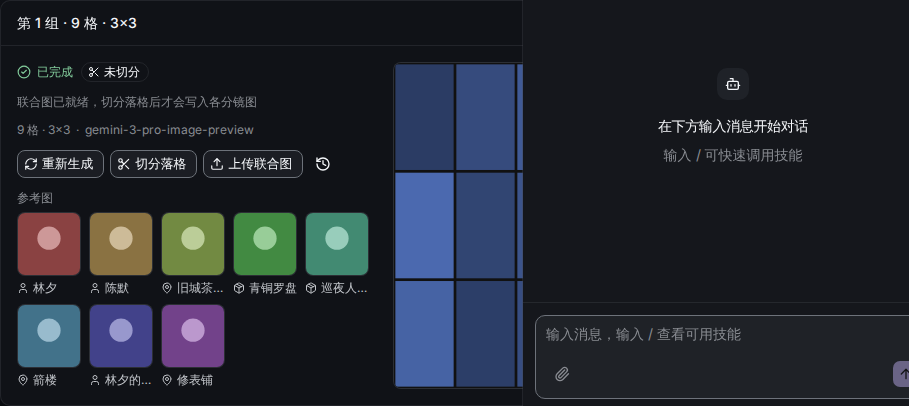 第 1 组 · 9 格 · 3×3
已完成 未切分
联合图已就绪，切分落格后才会写入各分镜图
9 格 · 3×3 · gemini-3-pro-image-preview
重新生成 切分落格 上传联合图
参考图
林夕 陈默 旧城茶... 青铜罗盘 巡夜人...
箭楼 林夕的... 修表铺
在下方输入消息开始对话
输入 / 可快速调用技能
输入消息，输入 / 查看可用技能